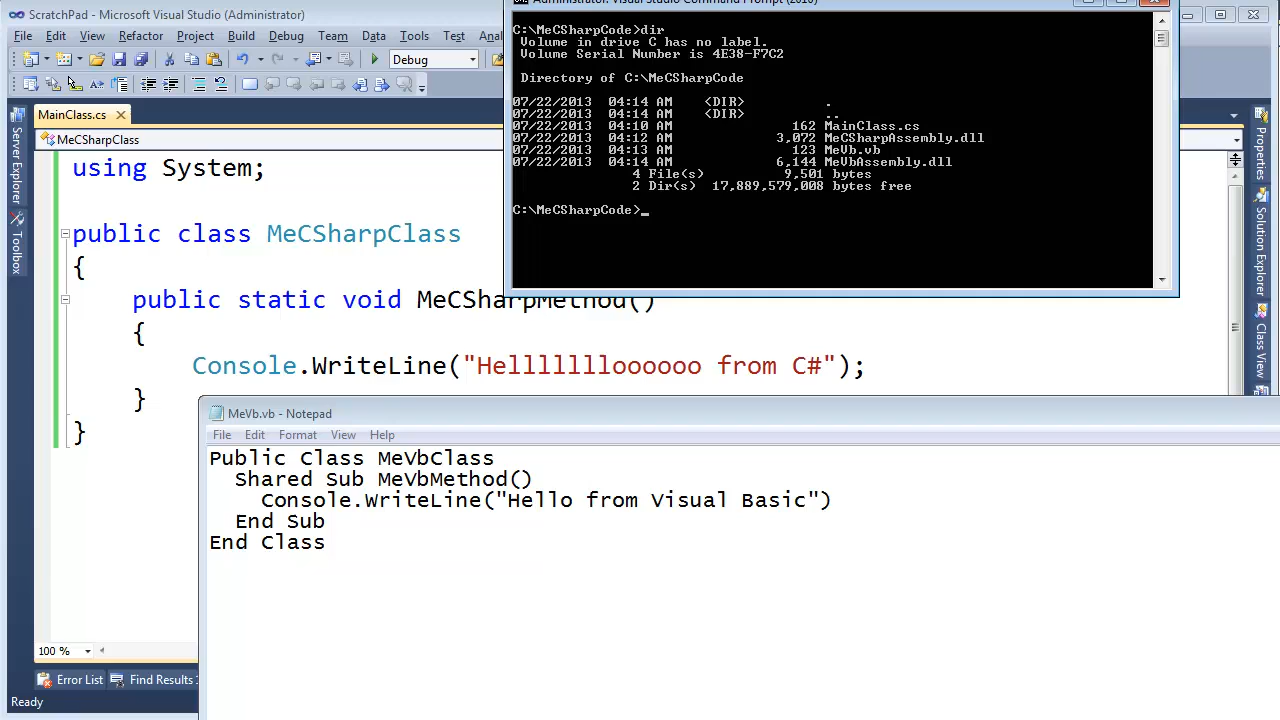 ScratchPad - Microsoft Visual Studio (Administrator)
File Edit View Refactor Project Build Debug Team Data Tools Test
Debug
MainClass.cs
MeCSharpClass
using System;
public class MeCSharpClass
{
public static void MeCSharpMethod()
{
Console.WriteLine("Hellllllloooooo from C#");
}
}
100 %
Error List Find Results
Ready
Server Explorer
Toolbox
Properties
Solution Explorer
Class View
Administrator: Visual Studio Command Prompt (2010)
C:\MeCSharpCode>dir
Volume in drive C has no label.
Volume Serial Number is 4E38-F7C2
Directory of C:\MeCSharpCode
07/22/2013 04:14 AM <DIR> .
07/22/2013 04:14 AM <DIR> ..
07/22/2013 04:10 AM 162 MainClass.cs
07/22/2013 04:12 AM 3,072 MeCSharpAssembly.dll
07/22/2013 04:13 AM 123 MeVb.vb
07/22/2013 04:14 AM 6,144 MeVbAssembly.dll
4 File(s) 9,501 bytes
2 Dir(s) 17,889,579,008 bytes free
C:\MeCSharpCode>_
MeVb.vb - Notepad
File Edit Format View Help
Public Class MeVbClass
Shared Sub MeVbMethod()
Console.WriteLine("Hello from Visual Basic")
End Sub
End Class